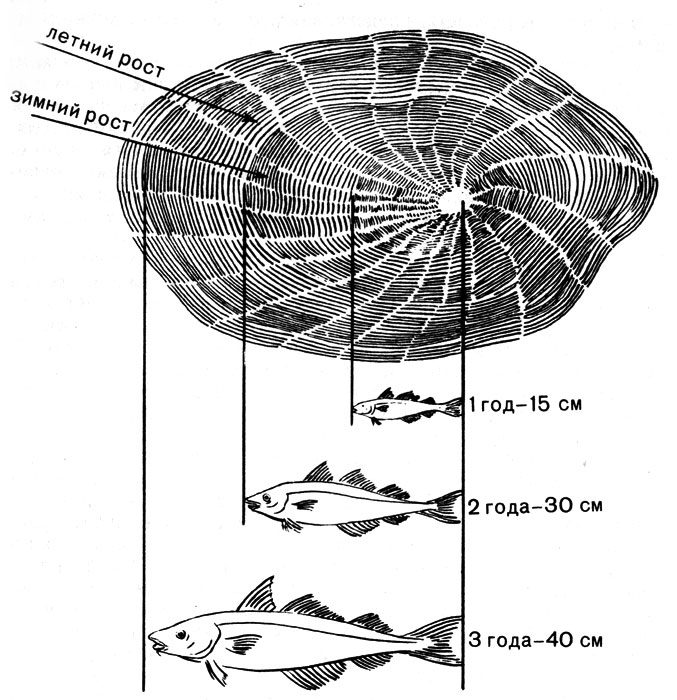 летний рост
зимний рост
1 год–15 см
2 года–30 см
3 года–40 см